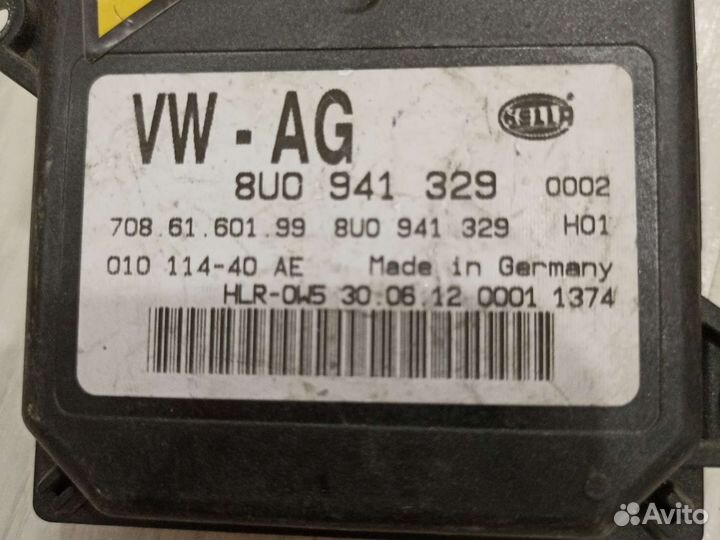 VW - AG
HELLA
8U0 941 329 0002
708.61.601.99 8U0 941 329 H01
010 114-40 AE Made in Germany
HLR-0W5 30.06.12 0001 1374
Avito